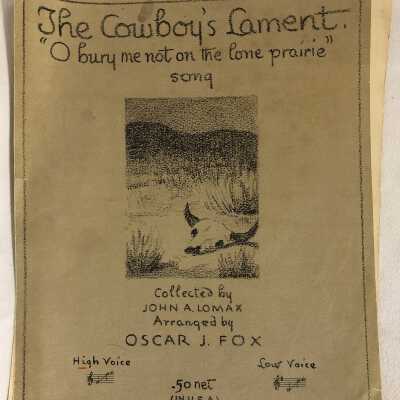 The Cowboy's Lament.
"O bury me not on the lone prairie"
song
Collected by
JOHN A. LOMAX
Arranged by
OSCAR J. FOX
High Voice
Low Voice
.50 net
(IN U.S.A.)